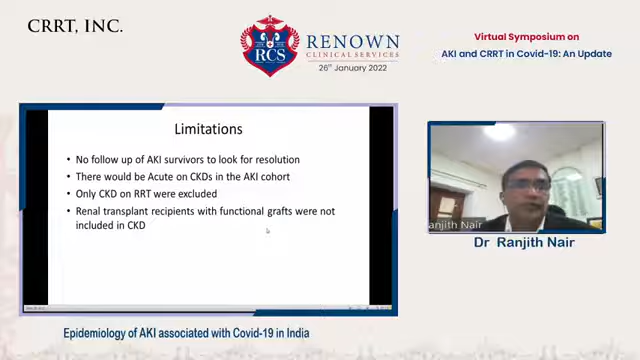 CRRT, INC.
RCS
RENOWN
CLINICAL SERVICES
26th January 2022
Virtual Symposium on
AKI and CRRT in Covid-19: An Update
Limitations
• No follow up of AKI survivors to look for resolution
• There would be Acute on CKDs in the AKI cohort
• Only CKD on RRT were excluded
• Renal transplant recipients with functional grafts were not
included in CKD
anjith Nair
Dr Ranjith Nair
Epidemiology of AKI associated with Covid-19 in India